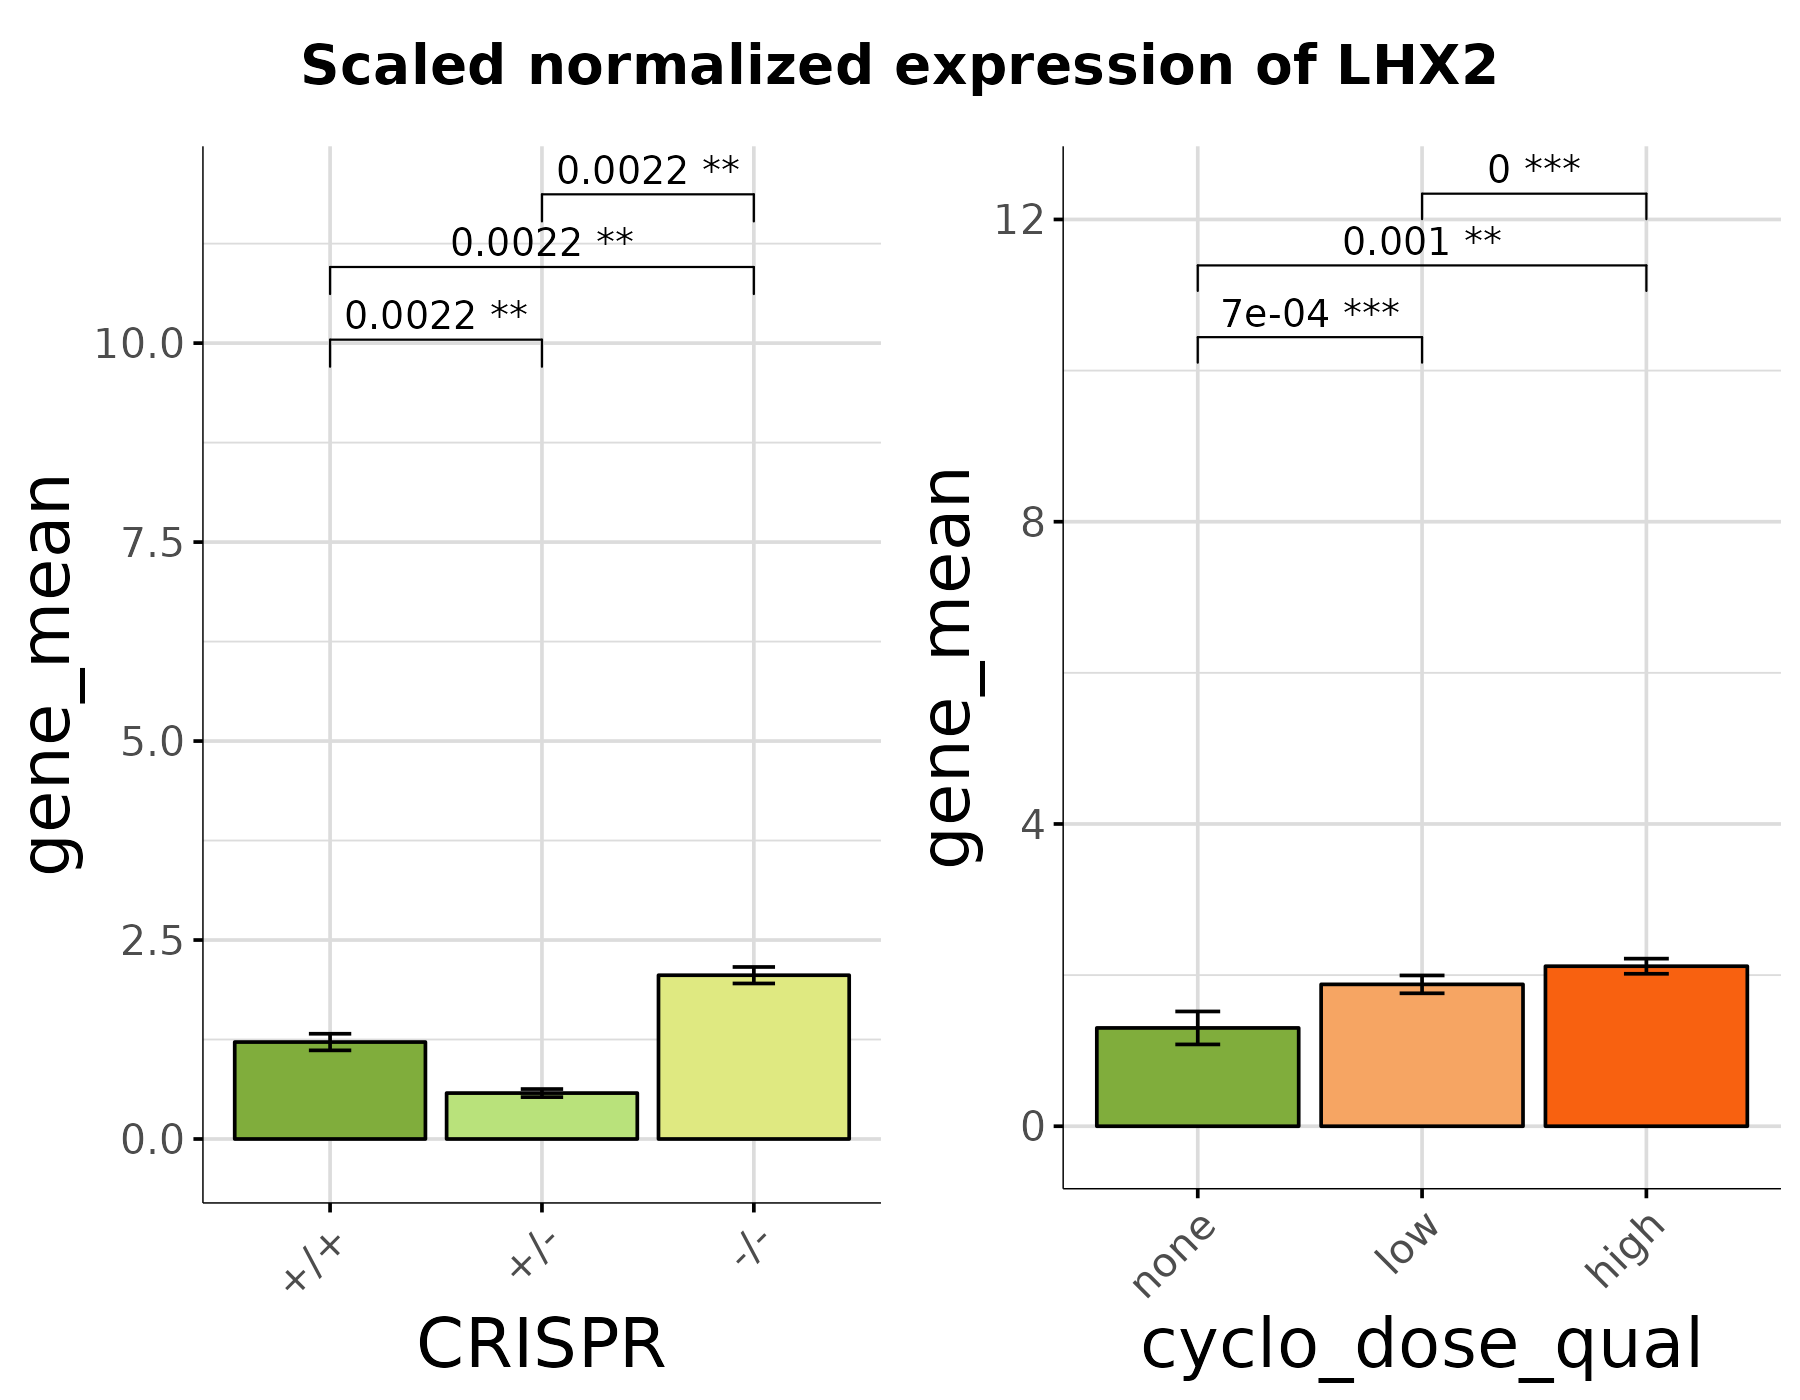 Scaled normalized expression of LHX2
gene_mean
0.0022 **
0.0022 **
0.0022 **
10.0
7.5
5.0
2.5
0.0
+/+
+/-
-/-
CRISPR
gene_mean
0 ***
0.001 **
7e-04 ***
12
8
4
0
none
low
high
cyclo_dose_qual